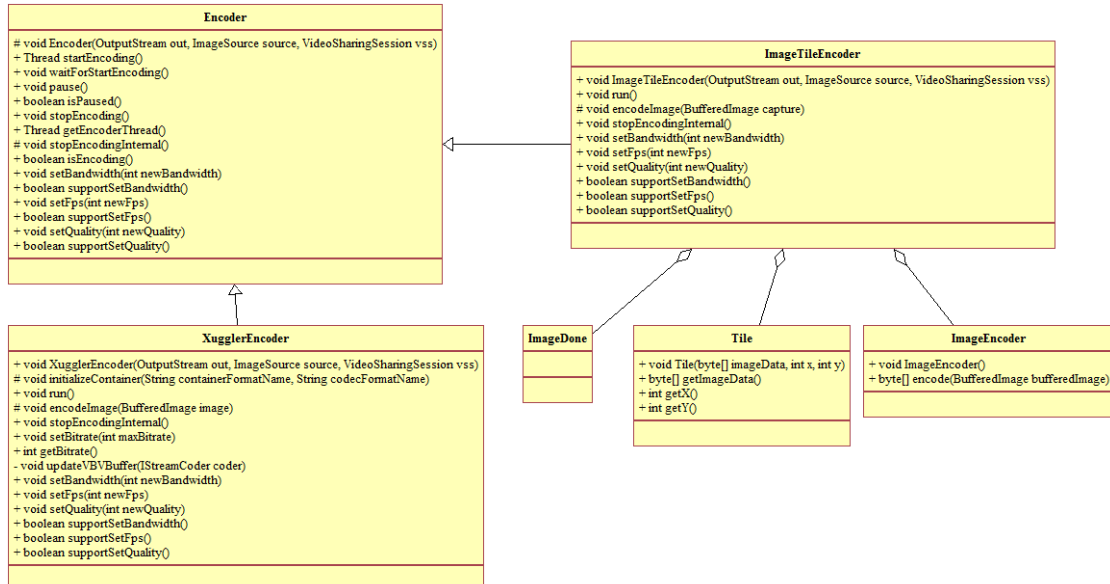 Encoder
# void Encoder(OutputStream out, ImageSource source, VideoSharingSession vss)
+ Thread startEncoding()
+ void waitForStartEncoding()
+ void pause()
+ boolean isPaused()
+ void stopEncoding()
+ Thread getEncoderThread()
# void stopEncodingInternal()
+ boolean isEncoding()
+ void setBandwidth(int newBandwidth)
+ boolean supportSetBandwidth()
+ void setFps(int newFps)
+ boolean supportSetFps()
+ void setQuality(int newQuality)
+ boolean supportSetQuality()
ImageTileEncoder
+ void ImageTileEncoder(OutputStream out, ImageSource source, VideoSharingSession vss)
+ void run()
# void encodeImage(BufferedImage capture)
+ void stopEncodingInternal()
+ void setBandwidth(int newBandwidth)
+ void setFps(int newFps)
+ void setQuality(int newQuality)
+ boolean supportSetBandwidth()
+ boolean supportSetFps()
+ boolean supportSetQuality()
XugglerEncoder
+ void XugglerEncoder(OutputStream out, ImageSource source, VideoSharingSession vss)
# void initializeContainer(String containerFormatName, String codecFormatName)
+ void run()
# void encodeImage(BufferedImage image)
+ void stopEncodingInternal()
+ void setBitrate(int maxBitrate)
+ int getBitrate()
- void updateVBVBuffer(IStreamCoder coder)
+ void setBandwidth(int newBandwidth)
+ void setFps(int newFps)
+ void setQuality(int newQuality)
+ boolean supportSetBandwidth()
+ boolean supportSetFps()
+ boolean supportSetQuality()
ImageDone
Tile
+ void Tile(byte[] imageData, int x, int y)
+ byte[] getImageData()
+ int getX()
+ int getY()
ImageEncoder
+ void ImageEncoder()
+ byte[] encode(BufferedImage bufferedImage)